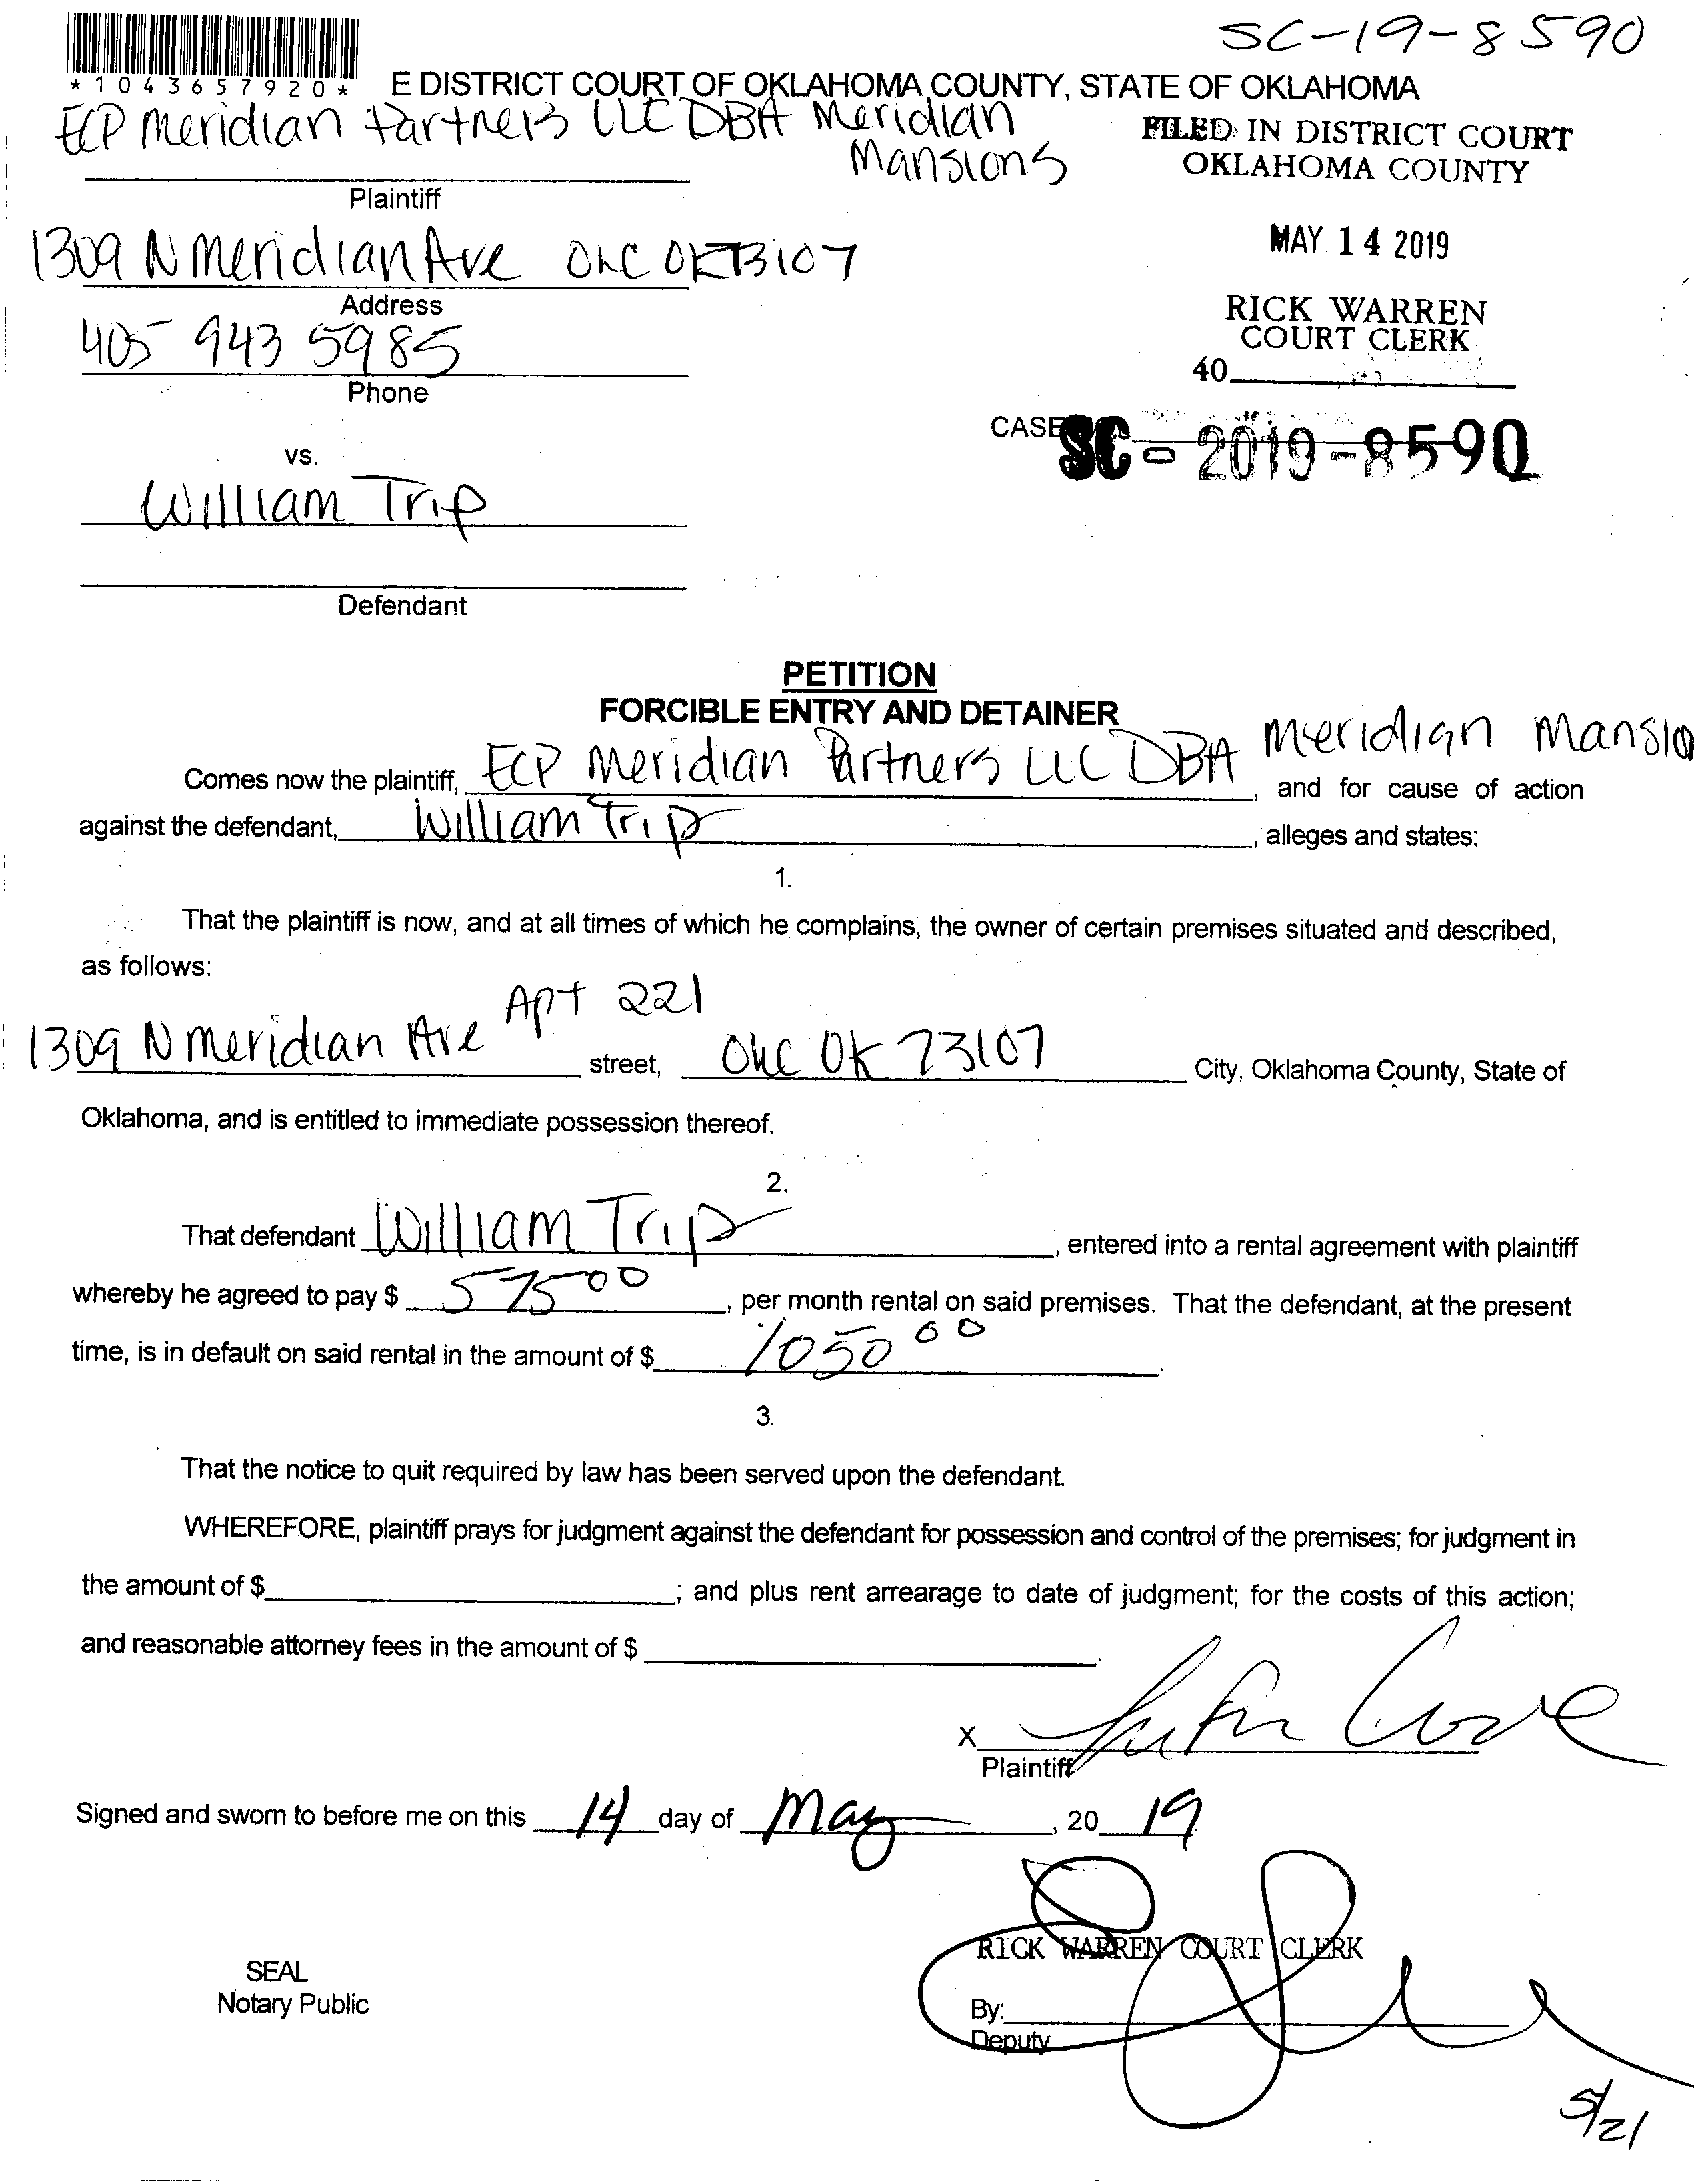 SC-19-8590
*1043657920*
E DISTRICT COURT OF OKLAHOMA COUNTY, STATE OF OKLAHOMA
ECP Meridian Partners LLC DBA Meridian
Mansions
FILED IN DISTRICT COURT
OKLAHOMA COUNTY
Plaintiff
1309 N Meridian Ave OKC OK 73107
MAY 14 2019
Address
RICK WARREN
COURT CLERK
405 943 5985
40
Phone
CASE SC-2019-8590
vs.
William Trip
Defendant
PETITION
FORCIBLE ENTRY AND DETAINER
Comes now the plaintiff, ECP Meridian Partners LLC DBA Meridian Mansio, and for cause of action
against the defendant, William Trip, alleges and states:
1.
That the plaintiff is now, and at all times of which he complains, the owner of certain premises situated and described,
as follows:
Apt 221
1309 N Meridian Ave street, OKC OK 73107 City, Oklahoma County, State of
Oklahoma, and is entitled to immediate possession thereof.
2.
That defendant William Trip, entered into a rental agreement with plaintiff
whereby he agreed to pay $ 575 00, per month rental on said premises. That the defendant, at the present
time, is in default on said rental in the amount of $ 1050 00.
3.
That the notice to quit required by law has been served upon the defendant.
WHEREFORE, plaintiff prays for judgment against the defendant for possession and control of the premises; for judgment in
the amount of $; and plus rent arrearage to date of judgment; for the costs of this action;
and reasonable attorney fees in the amount of $.
X
Plaintiff
Signed and sworn to before me on this 14 day of May, 20 19
RICK WARREN COURT CLERK
SEAL
Notary Public
By:
Deputy
5/21